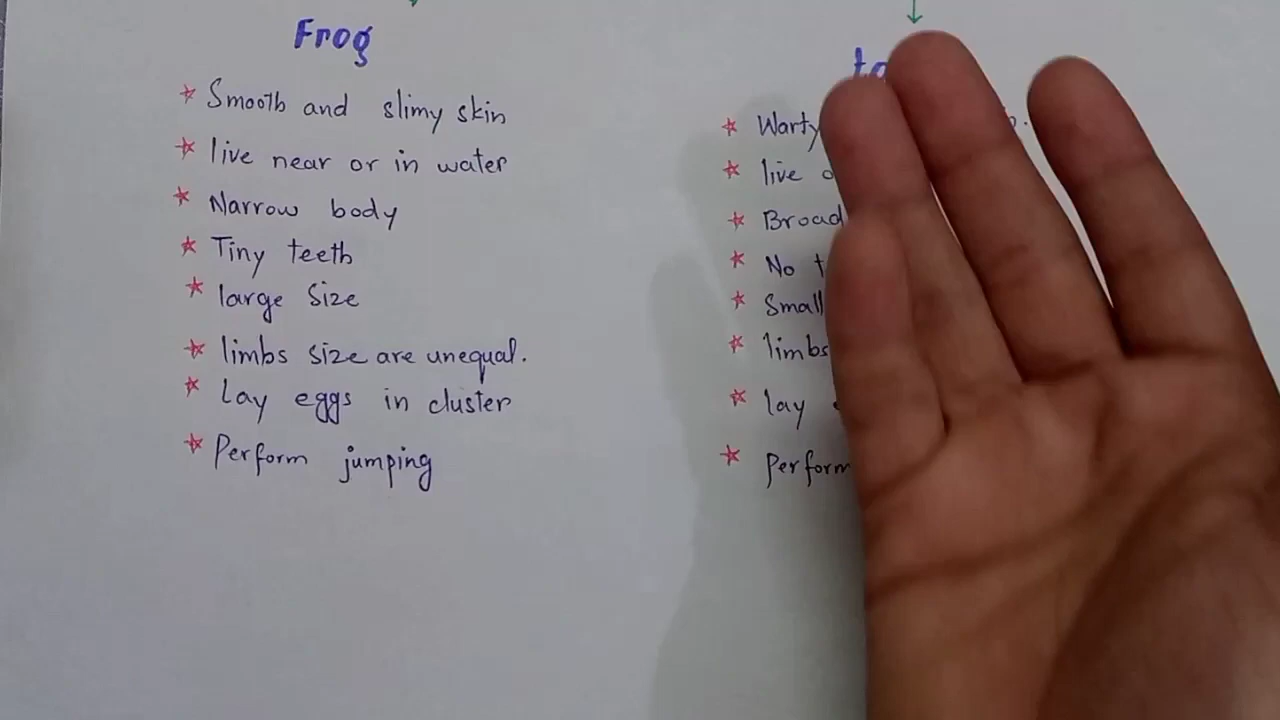 Frog
* Smooth and slimy skin
* live near or in water
* Narrow body
* Tiny teeth
* large size
* limbs size are unequal.
* Lay eggs in cluster
* Perform jumping
* Warty
* live
* Broad
* No
* Small
* limbs
* lay
* Perform